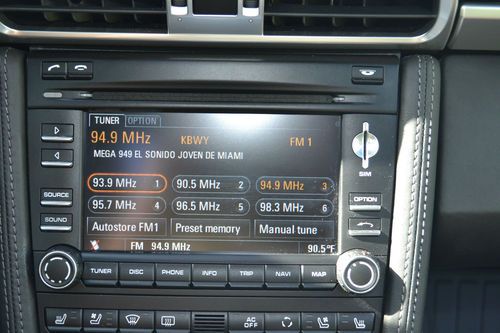 TUNER OPTION
94.9 MHz KBWY FM 1
MEGA 949 EL SONIDO JOVEN DE MIAMI
93.9 MHz 1 90.5 MHz 2 94.9 MHz 3
95.7 MHz 4 96.5 MHz 5 98.3 MHz 6
Autostore FM1 Preset memory Manual tune
FM 94.9 MHz 90.5°F
SIM
SOURCE
SOUND
OPTION
TUNER DISC PHONE INFO TRIP NAVI MAP
A/C OFF